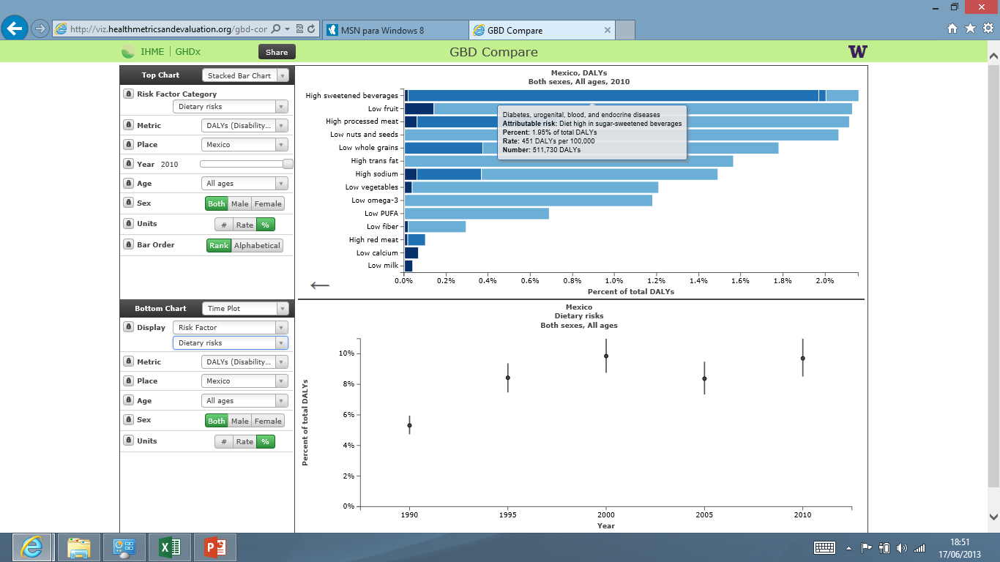 http://viz.healthmetricsandevaluation.org/gbd-cor
MSN para Windows 8
GBD Compare
IHME | GHDx
Share
GBD Compare
W
Top Chart
Stacked Bar Chart
Risk Factor Category
Dietary risks
Metric
DALYs (Disability...
Place
Mexico
Year 2010
Age
All ages
Sex
Both Male Female
Units
# Rate %
Bar Order
Rank Alphabetical
Mexico, DALYs
Both sexes, All ages, 2010
High sweetened beverages
Low fruit
High processed meat
Low nuts and seeds
Low whole grains
High trans fat
High sodium
Low vegetables
Low omega-3
Low PUFA
Low fiber
High red meat
Low calcium
Low milk
Diabetes, urogenital, blood, and endocrine diseases
Attributable risk: Diet high in sugar-sweetened beverages
Percent: 1.95% of total DALYs
Rate: 451 DALYs per 100,000
Number: 511,730 DALYs
0.0% 0.2% 0.4% 0.6% 0.8% 1.0% 1.2% 1.4% 1.6% 1.8% 2.0%
Percent of total DALYs
Bottom Chart
Time Plot
Display
Risk Factor
Dietary risks
Metric
DALYs (Disability...
Place
Mexico
Age
All ages
Sex
Both Male Female
Units
# Rate %
Mexico
Dietary risks
Both sexes, All ages
Percent of total DALYs
10%
8%
6%
4%
2%
0%
1990 1995 2000 2005 2010
Year
18:51
17/06/2013